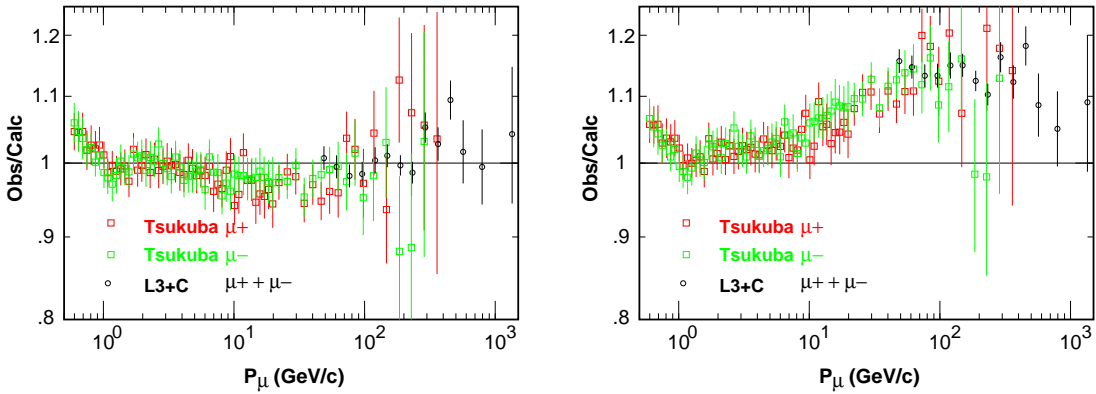 1.2
1.1
1
.9
.8
Obs/Calc
Tsukuba μ+
Tsukuba μ−
L3+C μ+ + μ−
10^0 10^1 10^2 10^3
P_μ (GeV/c)
1.2
1.1
1
.9
.8
Obs/Calc
Tsukuba μ+
Tsukuba μ−
L3+C μ+ + μ−
10^0 10^1 10^2 10^3
P_μ (GeV/c)